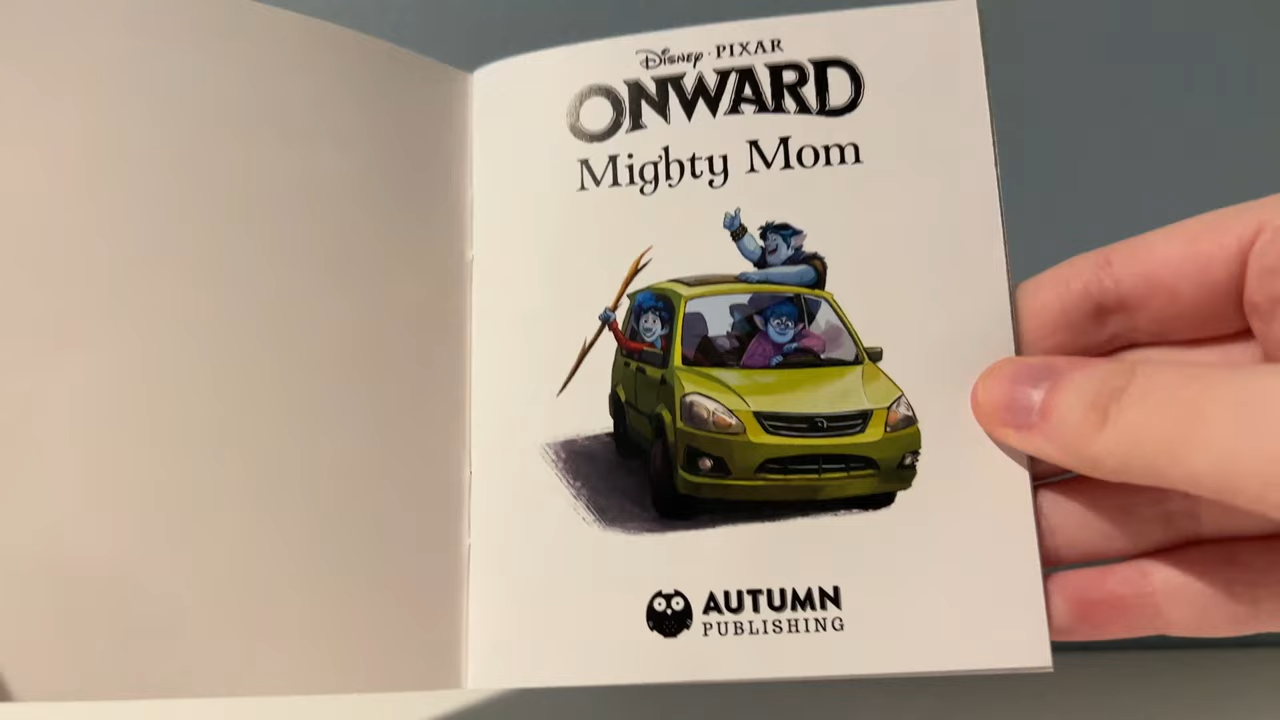 Disney · PIXAR
ONWARD
Mighty Mom
AUTUMN
PUBLISHING